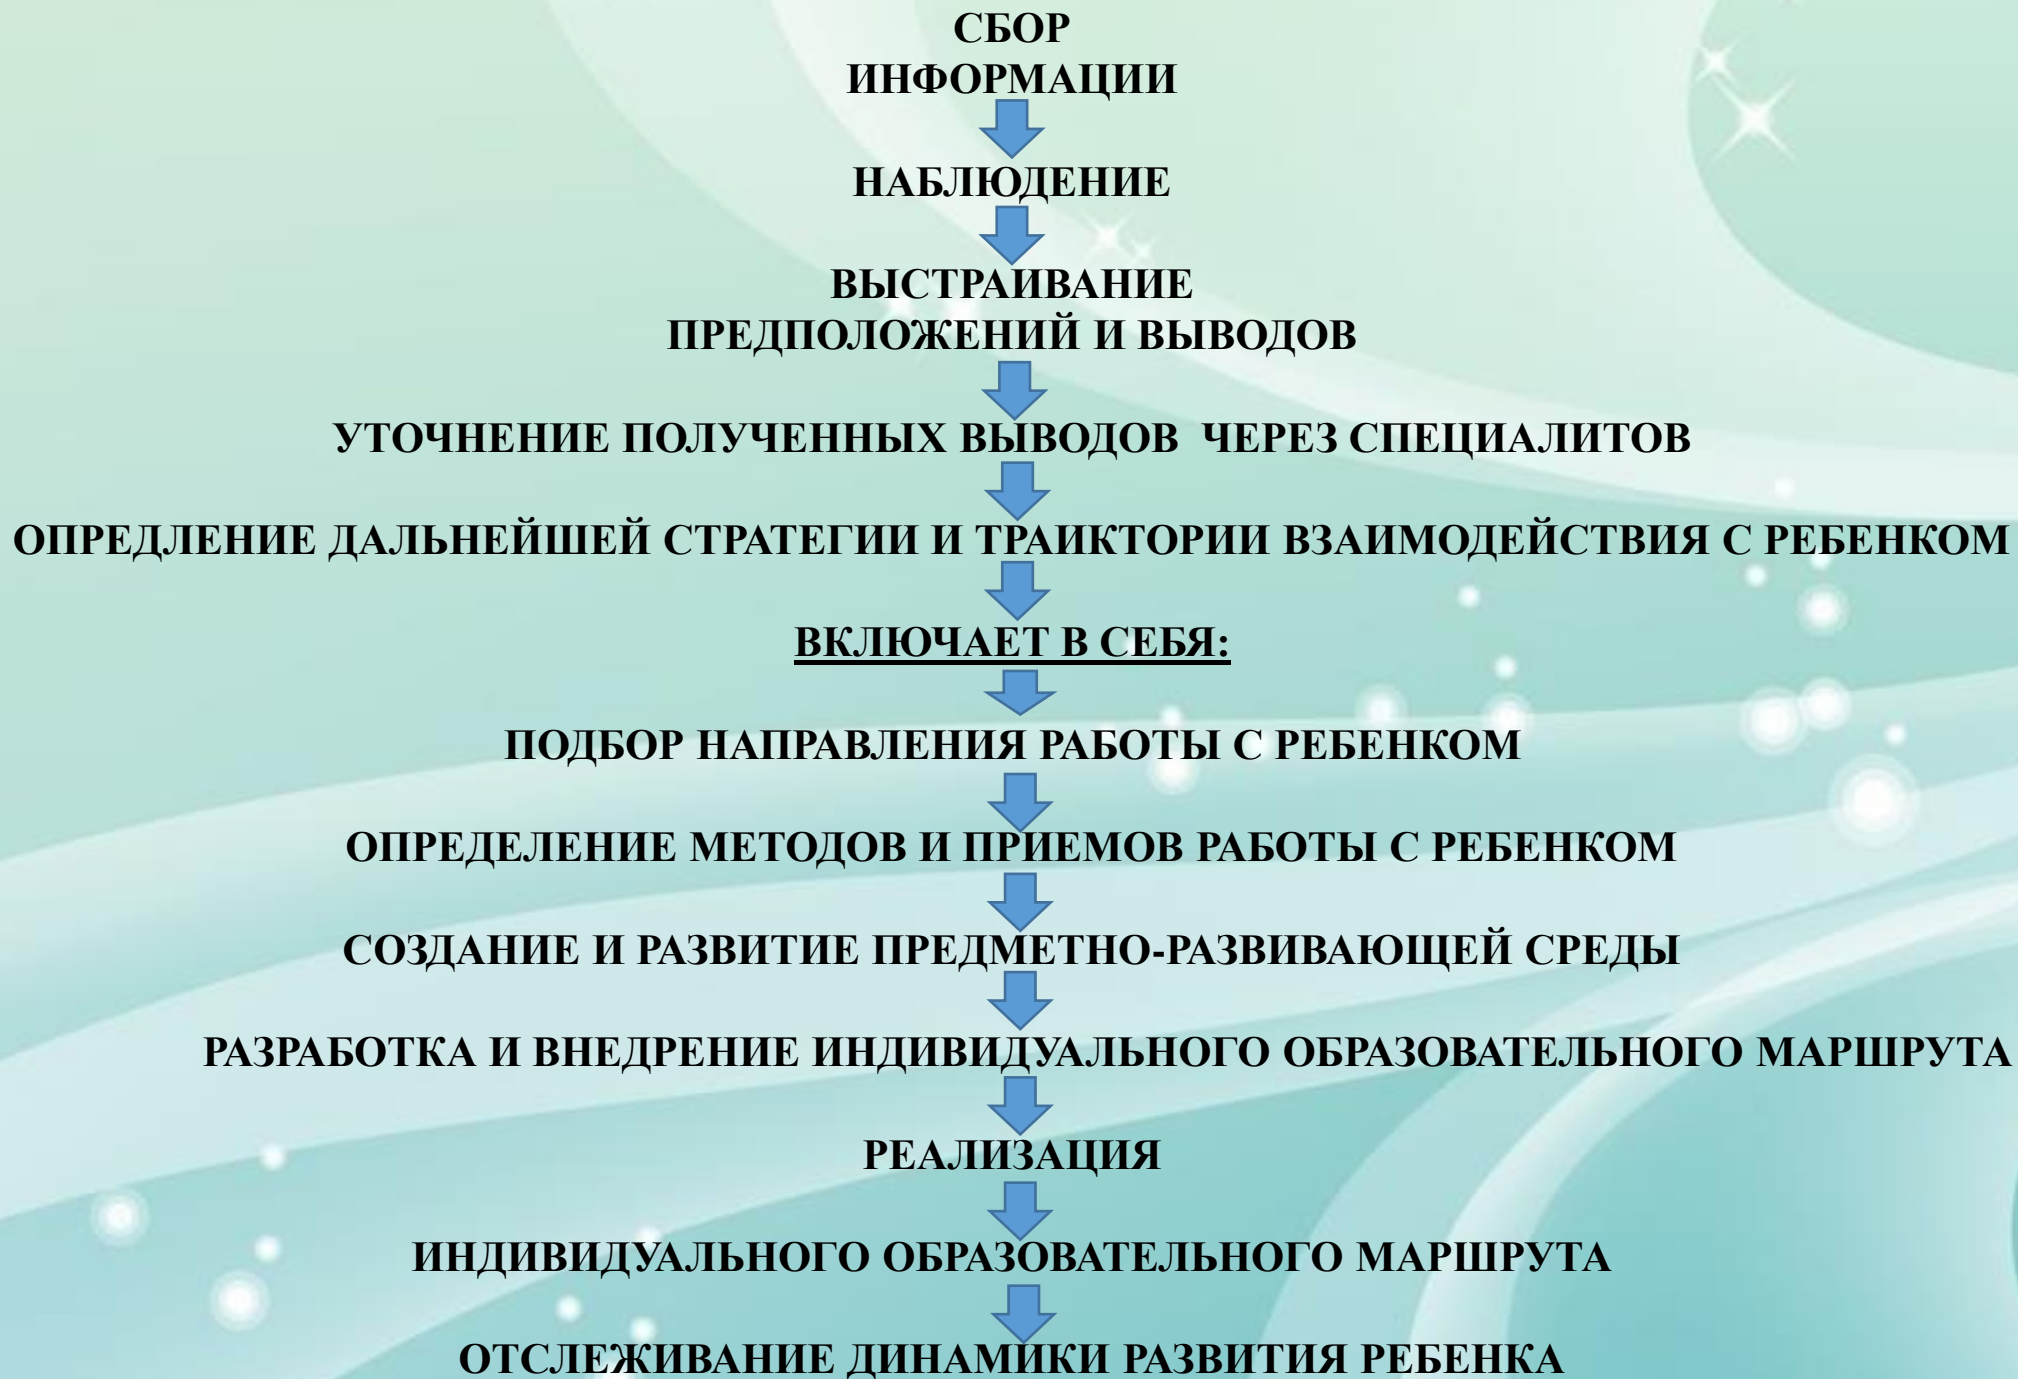 СБОР
ИНФОРМАЦИИ
НАБЛЮДЕНИЕ
ВЫСТРАИВАНИЕ
ПРЕДПОЛОЖЕНИЙ И ВЫВОДОВ
УТОЧНЕНИЕ ПОЛУЧЕННЫХ ВЫВОДОВ ЧЕРЕЗ СПЕЦИАЛИТОВ
ОПРЕДЛЕНИЕ ДАЛЬНЕЙШЕЙ СТРАТЕГИИ И ТРАИКТОРИИ ВЗАИМОДЕЙСТВИЯ С РЕБЕНКОМ
ВКЛЮЧАЕТ В СЕБЯ:
ПОДБОР НАПРАВЛЕНИЯ РАБОТЫ С РЕБЕНКОМ
ОПРЕДЕЛЕНИЕ МЕТОДОВ И ПРИЕМОВ РАБОТЫ С РЕБЕНКОМ
СОЗДАНИЕ И РАЗВИТИЕ ПРЕДМЕТНО-РАЗВИВАЮЩЕЙ СРЕДЫ
РАЗРАБОТКА И ВНЕДРЕНИЕ ИНДИВИДУАЛЬНОГО ОБРАЗОВАТЕЛЬНОГО МАРШРУТА
РЕАЛИЗАЦИЯ
ИНДИВИДУАЛЬНОГО ОБРАЗОВАТЕЛЬНОГО МАРШРУТА
ОТСЛЕЖИВАНИЕ ДИНАМИКИ РАЗВИТИЯ РЕБЕНКА